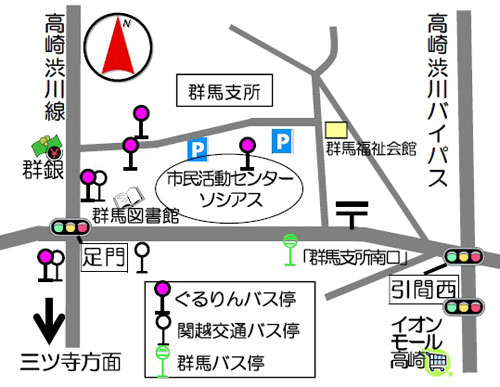 高崎渋川線
N
群馬支所
高崎渋川バイパス
P
P
群銀
¥
群馬福祉会館
市民活動センター
ソシアス
群馬図書館
足門
「群馬支所南口」
引間西
ぐるりんバス停
関越交通バス停
群馬バス停
イオン
モール
高崎
三ツ寺方面